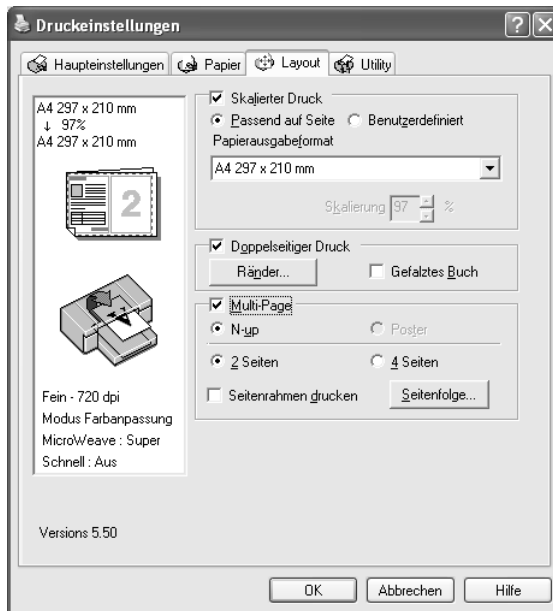 Druckeinstellungen
Haupteinstellungen Papier Layout Utility
A4 297 x 210 mm
↓ 97%
A4 297 x 210 mm
2
Fein - 720 dpi
Modus Farbanpassung
MicroWeave : Super
Schnell : Aus
Versions 5.50
Skalierter Druck
Passend auf Seite Benutzerdefiniert
Papierausgabeformat
A4 297 x 210 mm
Skalierung 97 %
Doppelseitiger Druck
Ränder... Gefalztes Buch
Multi-Page
N-up Poster
2 Seiten 4 Seiten
Seitenrahmen drucken Seitenfolge...
OK Abbrechen Hilfe